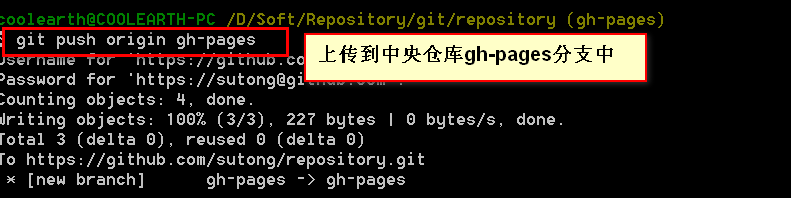 coolearth@COOLEARTH-PC /D/Soft/Repository/git/repository (gh-pages)
git push origin gh-pages
上传到中央仓库gh-pages分支中
Username for 'https://github.co
Password for 'https://sutong@github.com':
Counting objects: 4, done.
Writing objects: 100% (3/3), 227 bytes | 0 bytes/s, done.
Total 3 (delta 0), reused 0 (delta 0)
To https://github.com/sutong/repository.git
* [new branch] gh-pages -> gh-pages